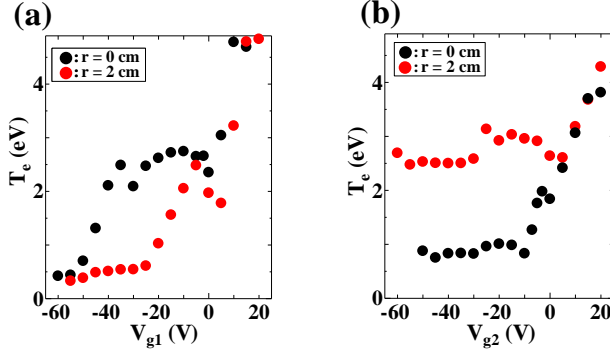 (a)
: r = 0 cm
: r = 2 cm
4
2
0
T_e (eV)
-60 -40 -20 0 20
V_g1 (V)
(b)
: r = 0 cm
: r = 2 cm
4
2
0
T_e (eV)
-60 -40 -20 0 20
V_g2 (V)